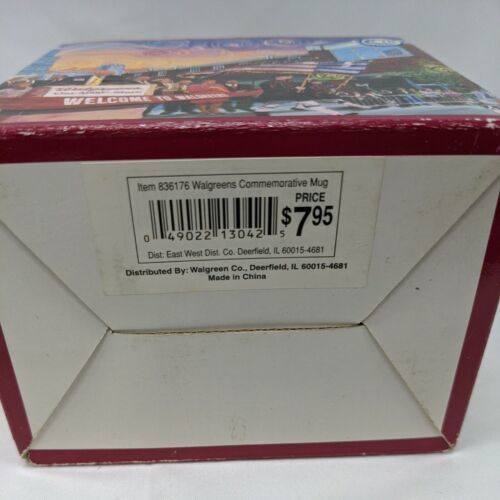 Walgreens
WELCOME
Item 836176 Walgreens Commemorative Mug
PRICE
$7.95
0 49022 13042 5
Dist: East West Dist. Co. Deerfield, IL 60015-4681
Distributed By: Walgreen Co., Deerfield, IL 60015-4681
Made in China